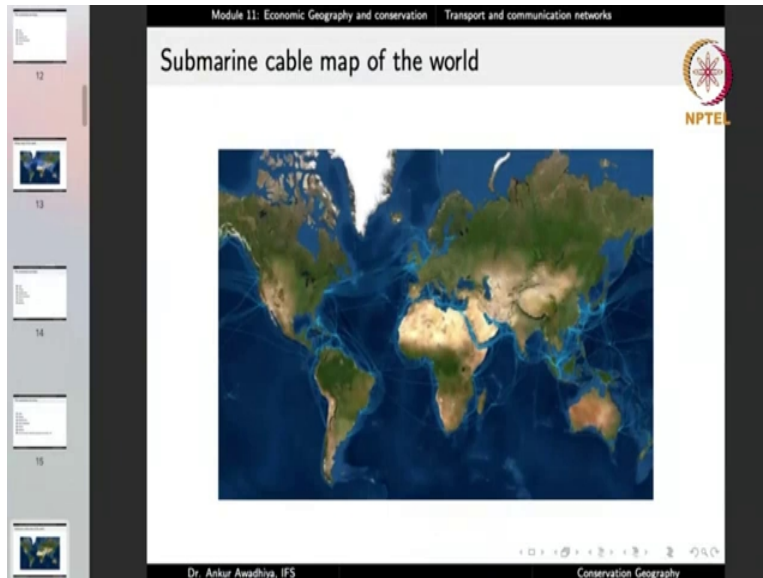 Module 11: Economic Geography and conservation Transport and communication networks
Submarine cable map of the world
NPTEL
12
13
14
15
Dr. Ankur Awadhiya, IFS Conservation Geography